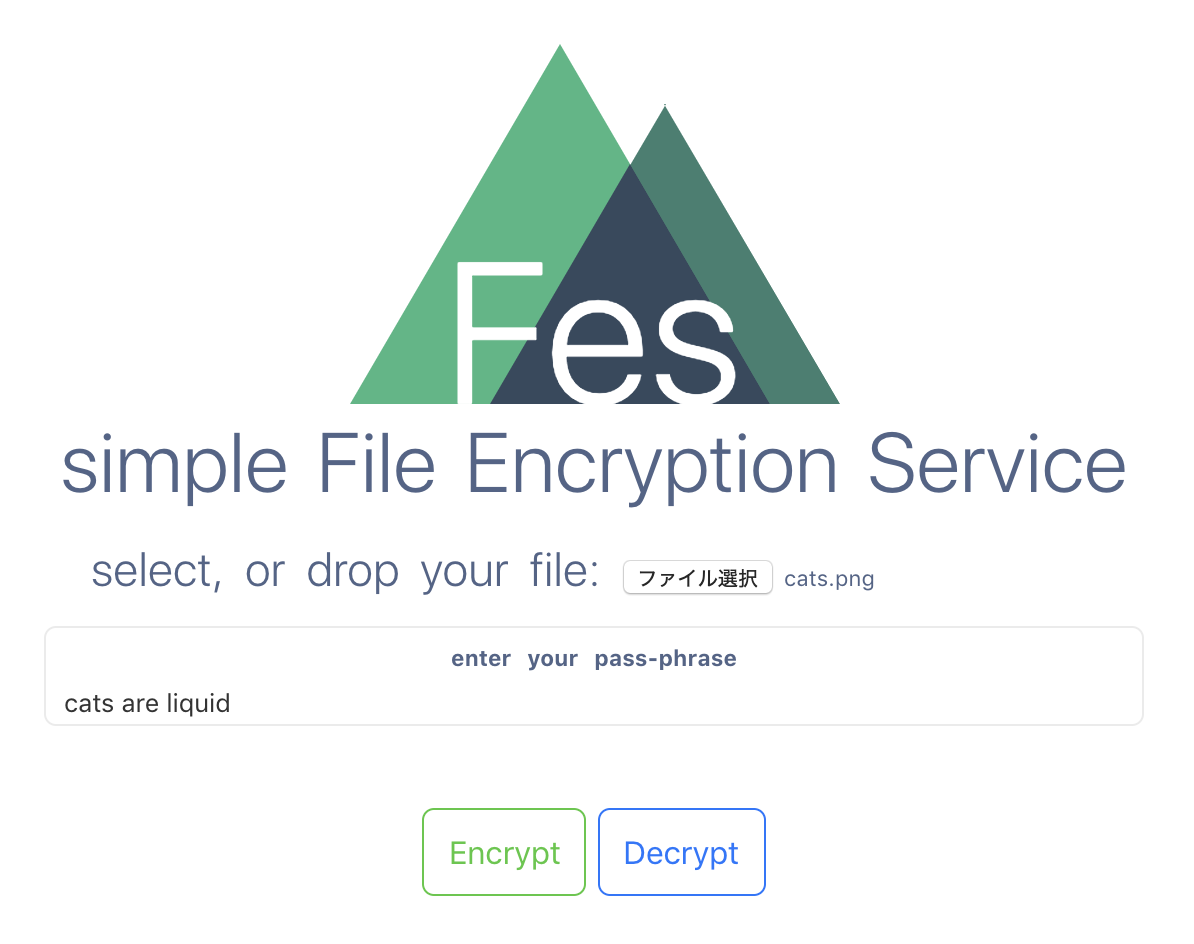 Fes
simple File Encryption Service
select, or drop your file: ファイル選択 cats.png
enter your pass-phrase
cats are liquid
Encrypt Decrypt